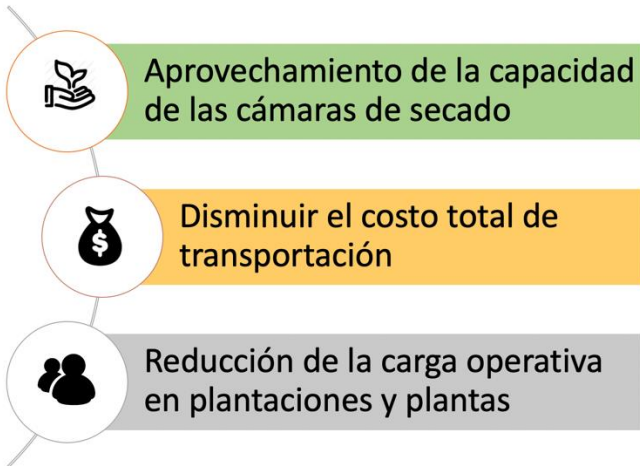 Aprovechamiento de la capacidad
de las cámaras de secado
$
Disminuir el costo total de
transportación
Reducción de la carga operativa
en plantaciones y plantas